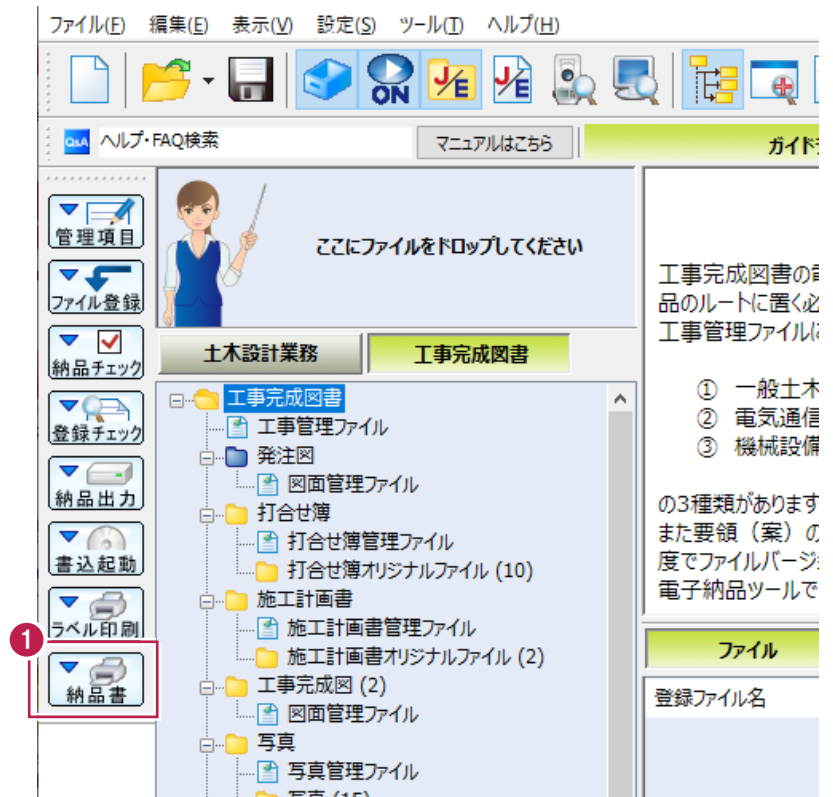 ファイル(F) 編集(E) 表示(V) 設定(S) ツール(T) ヘルプ(H)
ON J/E J/E
Q&A ヘルプ・FAQ検索 マニュアルはこちら ガイド
管理項目
ファイル登録
納品チェック
登録チェック
納品出力
書込起動
ラベル印刷
1
納品書
ここにファイルをドロップしてください
土木設計業務 工事完成図書
工事完成図書
工事管理ファイル
発注図
図面管理ファイル
打合せ簿
打合せ簿管理ファイル
打合せ簿オリジナルファイル (10)
施工計画書
施工計画書管理ファイル
施工計画書オリジナルファイル (2)
工事完成図 (2)
図面管理ファイル
写真
写真管理ファイル
写真 (15)
工事完成図書の
品のルートに置く必
工事管理ファイルに
① 一般土木
② 電気通信
③ 機械設備
の3種類があります
また要領（案）の
度でファイルバージ
電子納品ツールで
ファイル
登録ファイル名